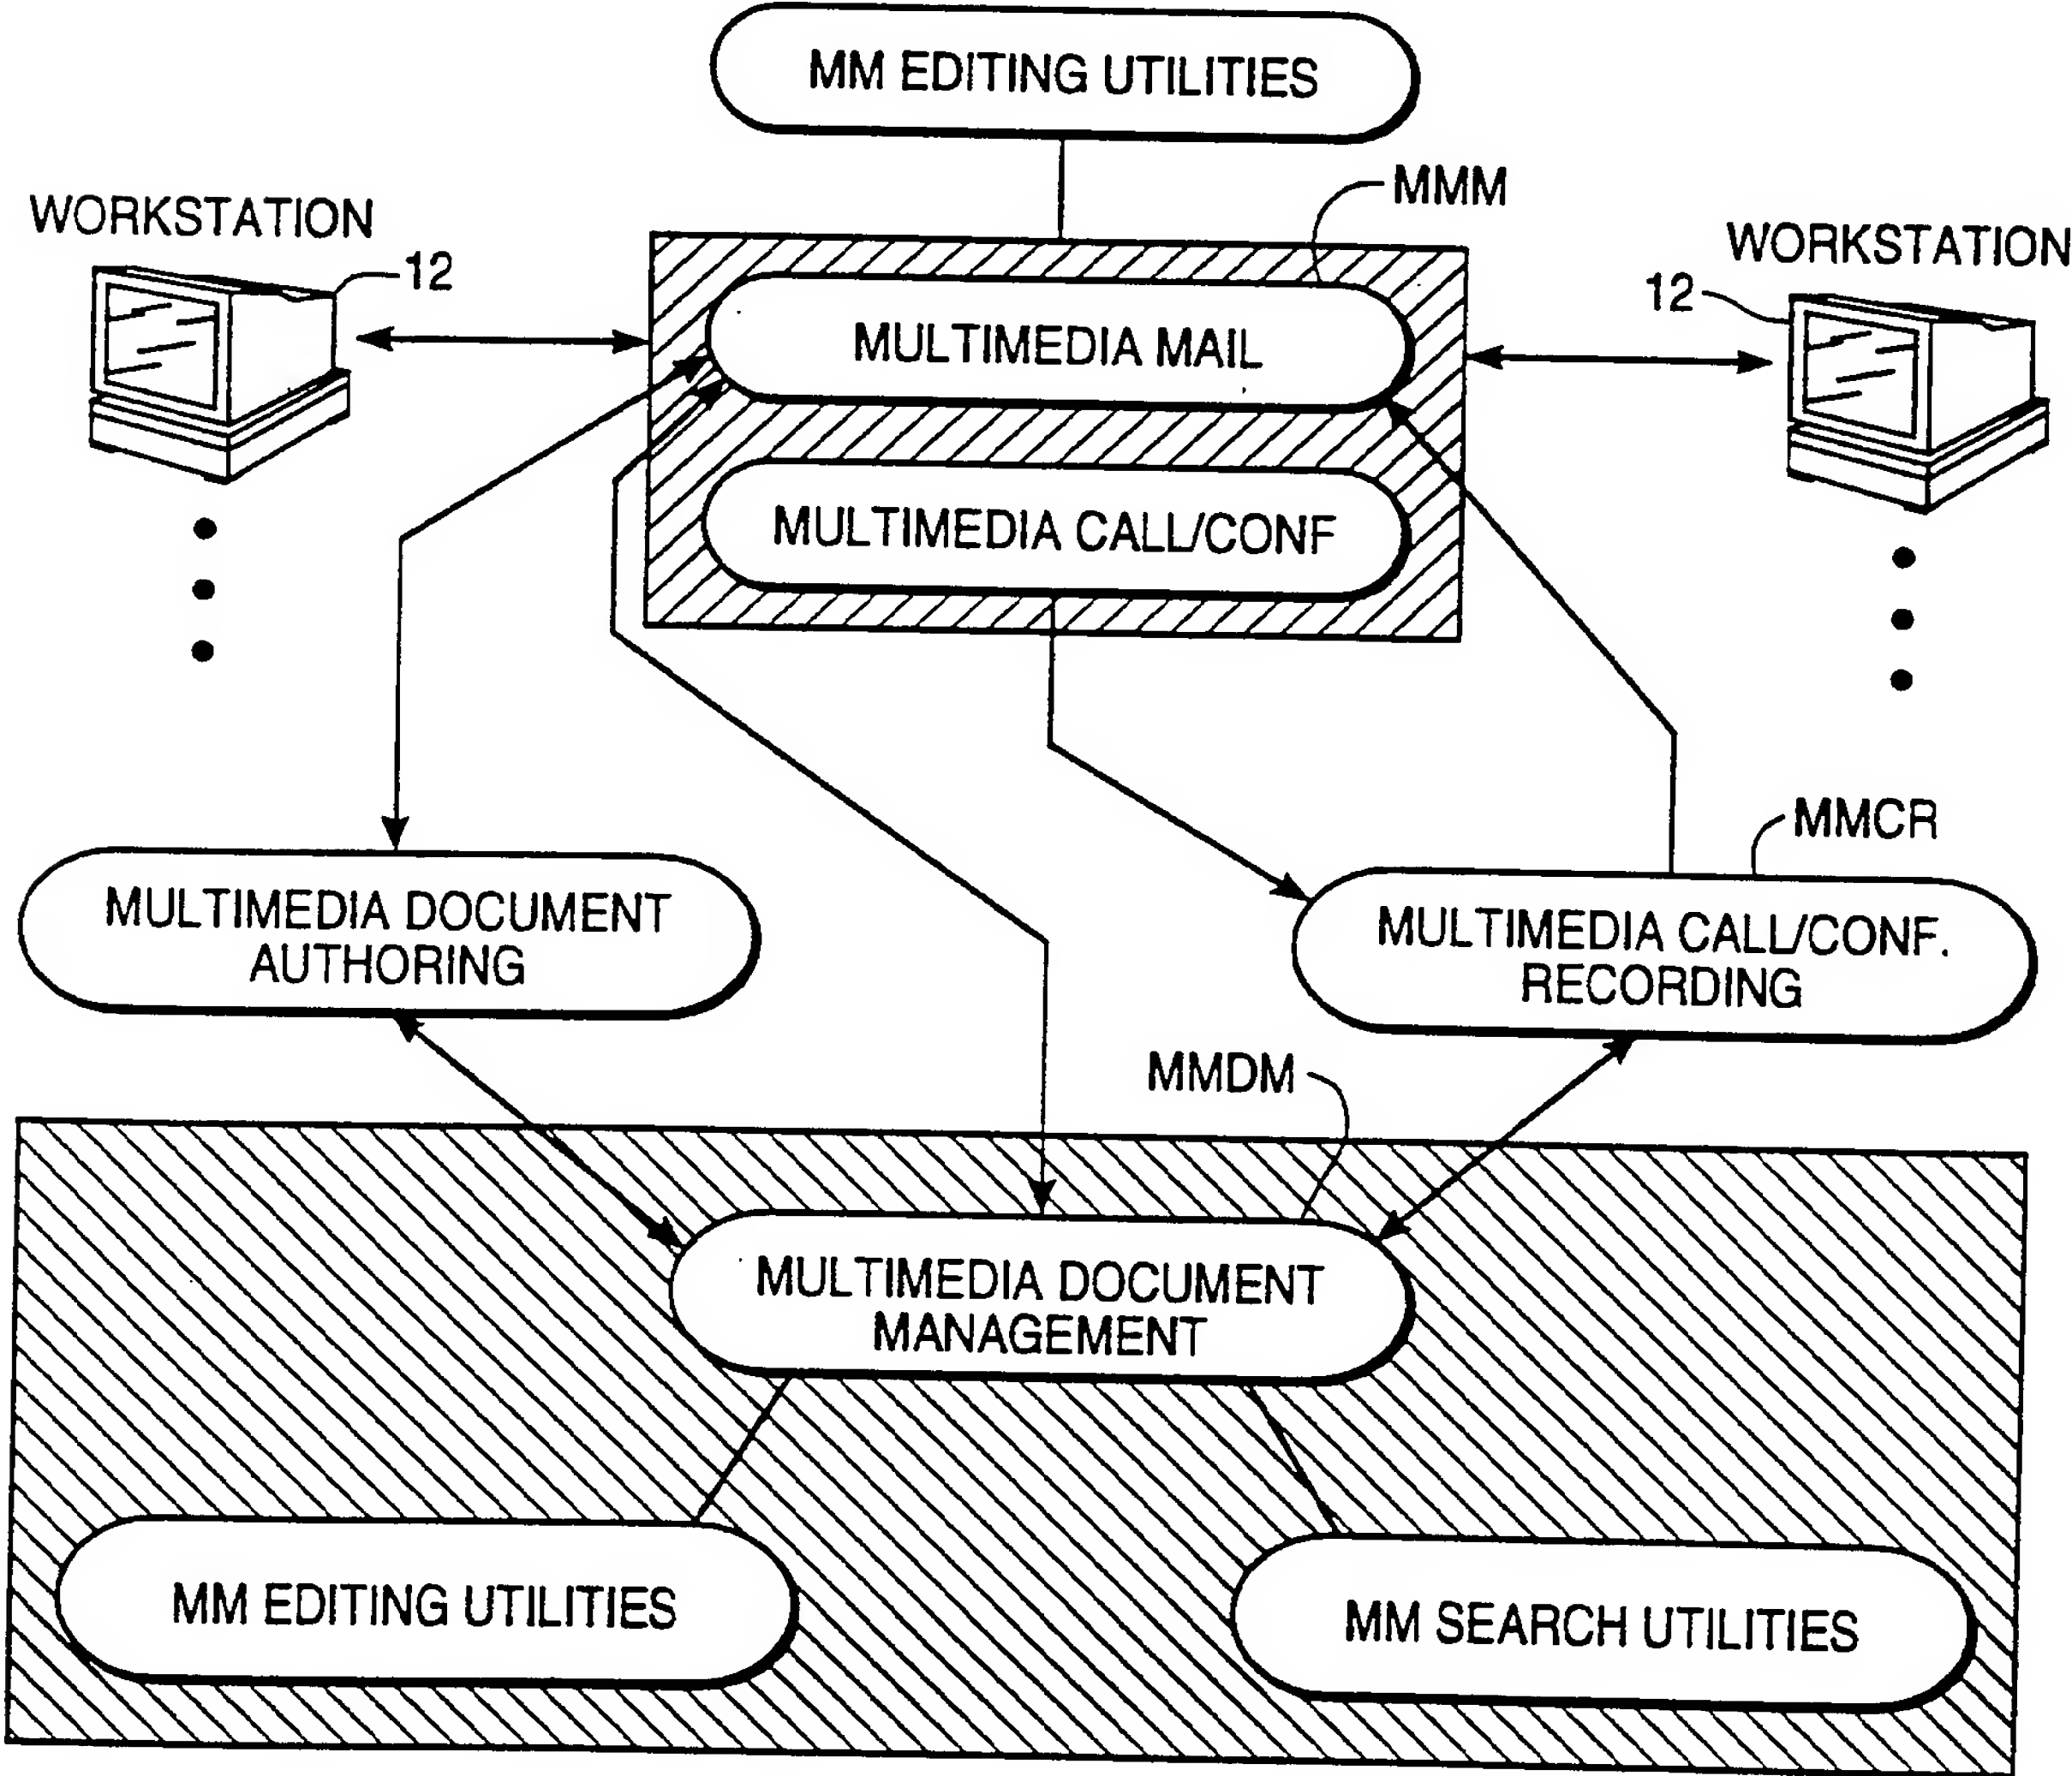 MM EDITING UTILITIES
MMM
WORKSTATION
WORKSTATION
12
12
MULTIMEDIA MAIL
MULTIMEDIA CALL/CONF
MMCR
MULTIMEDIA DOCUMENT
AUTHORING
MULTIMEDIA CALL/CONF.
RECORDING
MMDM
MULTIMEDIA DOCUMENT
MANAGEMENT
MM EDITING UTILITIES
MM SEARCH UTILITIES